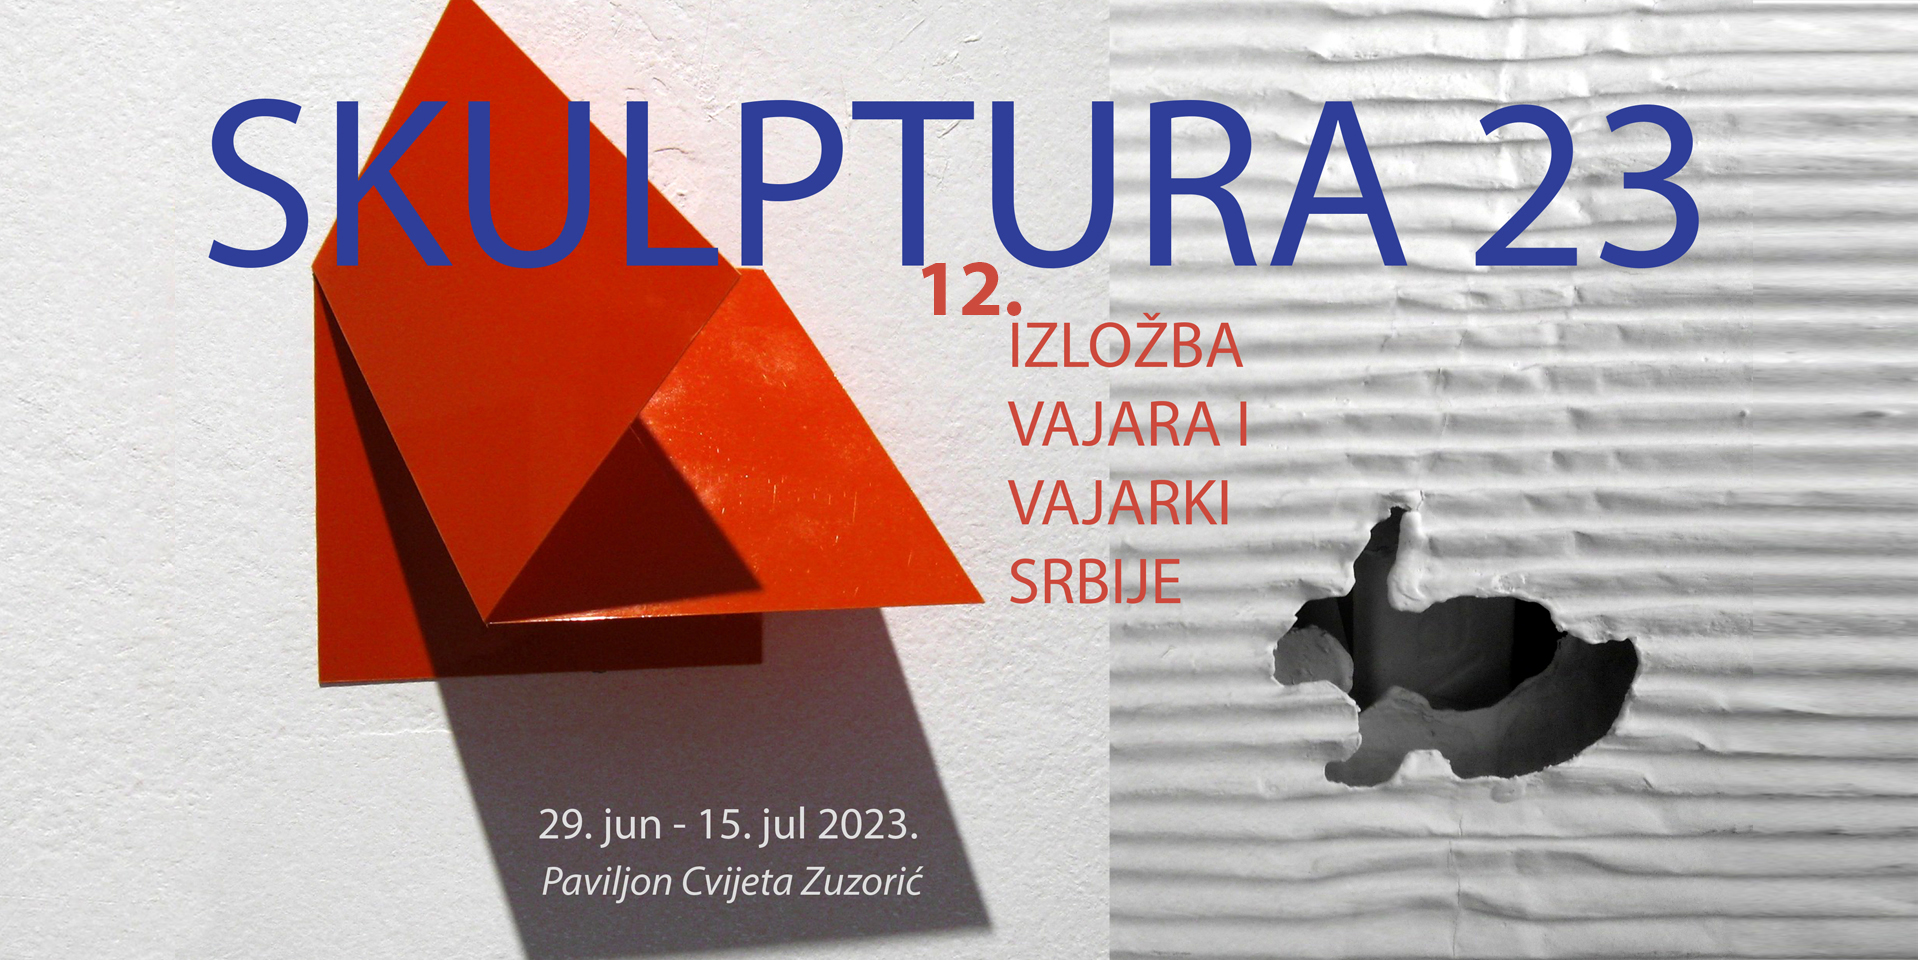 SKULPTURA 23
12.
IZLOŽBA
VAJARA I
VAJARKI
SRBIJE
29. jun - 15. jul 2023.
Paviljon Cvijeta Zuzorić